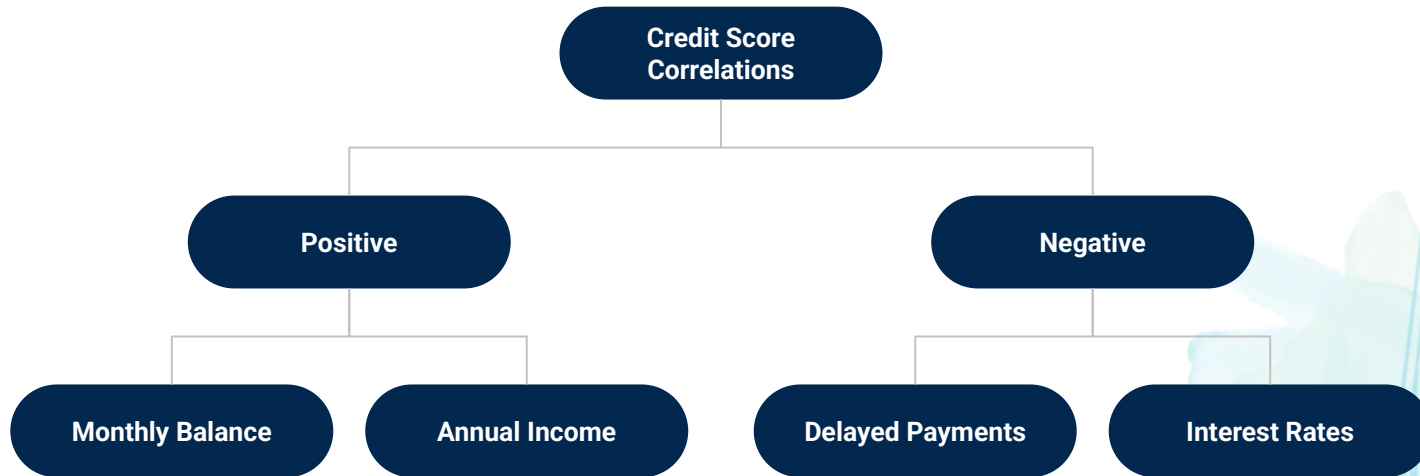 Credit Score
Correlations
Positive
Negative
Monthly Balance
Annual Income
Delayed Payments
Interest Rates